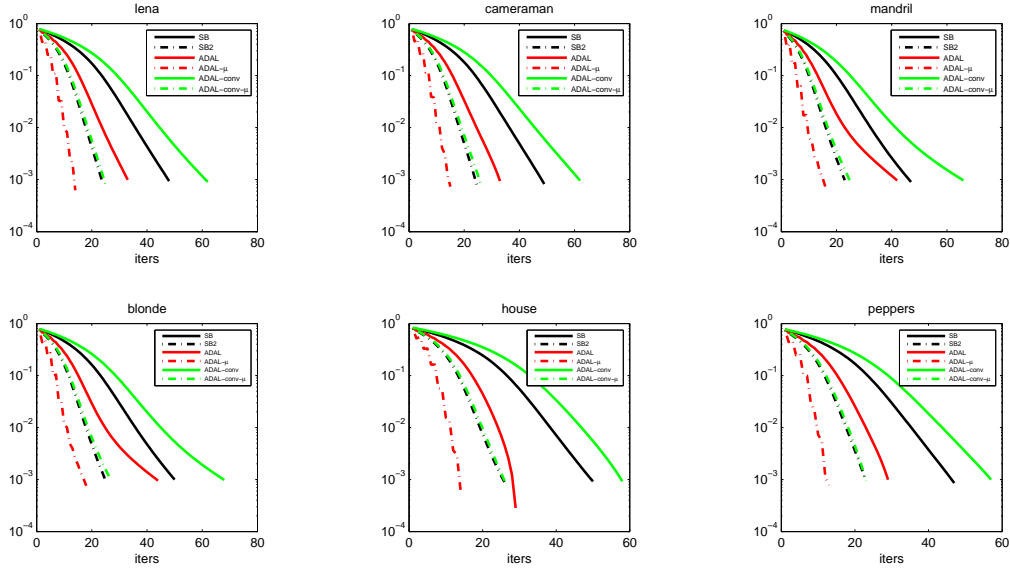 lena
10^0
10^-1
10^-2
10^-3
10^-4
0 20 40 60 80
iters
SB
SB2
ADAL
ADAL-μ
ADAL-conv
ADAL-conv-μ
cameraman
10^0
10^-1
10^-2
10^-3
10^-4
0 20 40 60 80
iters
SB
SB2
ADAL
ADAL-μ
ADAL-conv
ADAL-conv-μ
mandril
10^0
10^-1
10^-2
10^-3
10^-4
0 20 40 60 80
iters
SB
SB2
ADAL
ADAL-μ
ADAL-conv
ADAL-conv-μ
blonde
10^0
10^-1
10^-2
10^-3
10^-4
0 20 40 60 80
iters
SB
SB2
ADAL
ADAL-μ
ADAL-conv
ADAL-conv-μ
house
10^0
10^-1
10^-2
10^-3
10^-4
0 10 20 30 40 50 60
iters
SB
SB2
ADAL
ADAL-μ
ADAL-conv
ADAL-conv-μ
peppers
10^0
10^-1
10^-2
10^-3
10^-4
0 20 40 60
iters
SB
SB2
ADAL
ADAL-μ
ADAL-conv
ADAL-conv-μ